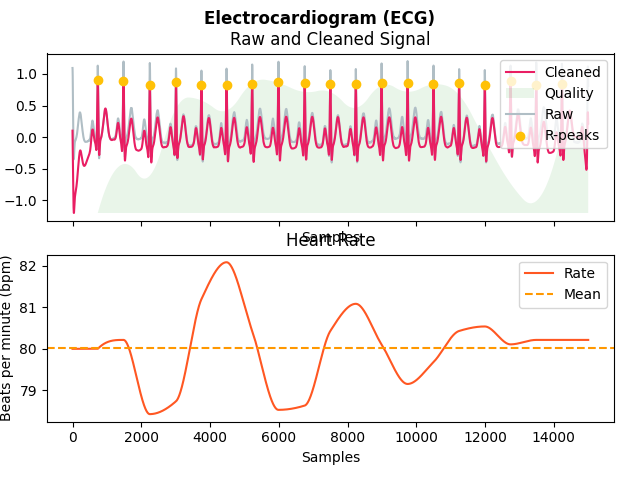 Electrocardiogram (ECG)
Raw and Cleaned Signal
1.0
0.5
0.0
−0.5
−1.0
Cleaned
Quality
Raw
R-peaks
Samples
Heart Rate
Beats per minute (bpm)
82
81
80
79
Rate
Mean
0 2000 4000 6000 8000 10000 12000 14000
Samples